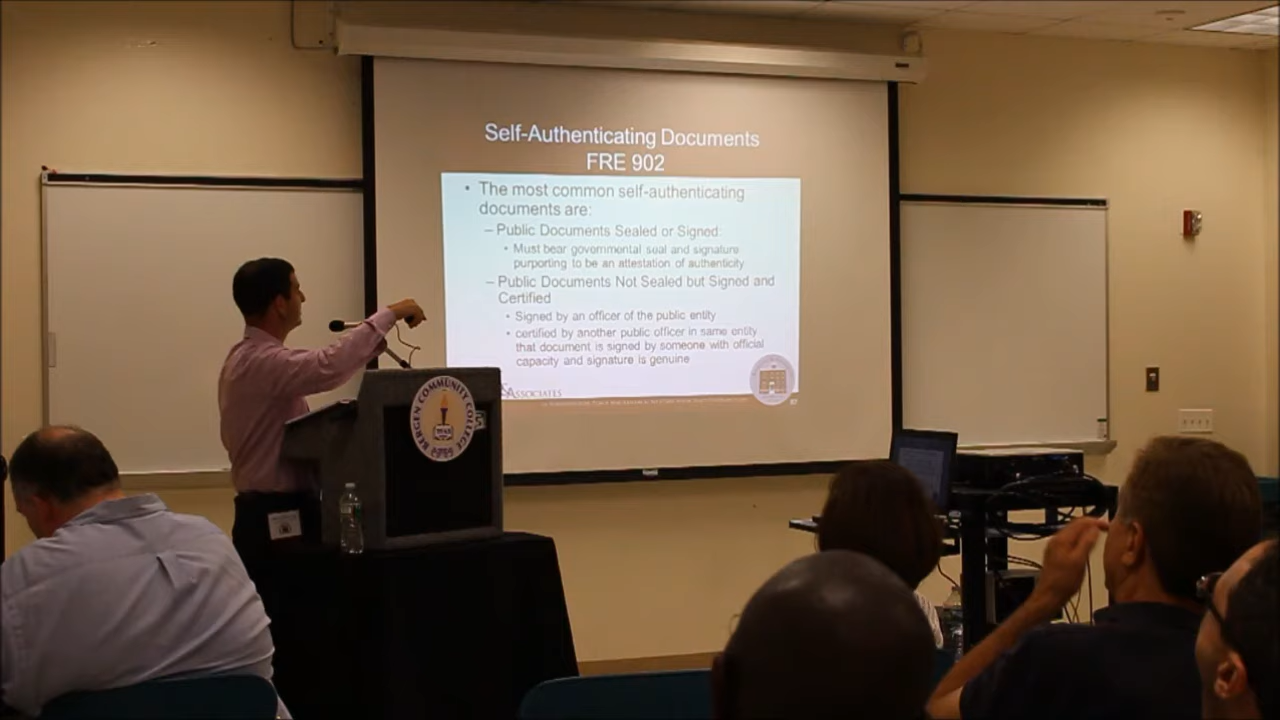 Self-Authenticating Documents
FRE 902
• The most common self-authenticating
documents are:
– Public Documents Sealed or Signed:
• Must bear governmental seal and signature
purporting to be an attestation of authenticity
– Public Documents Not Sealed but Signed and
Certified
• Signed by an officer of the public entity
• certified by another public officer in same entity
that document is signed by someone with official
capacity and signature is genuine
& ASSOCIATES
BERGEN COMMUNITY COLLEGE